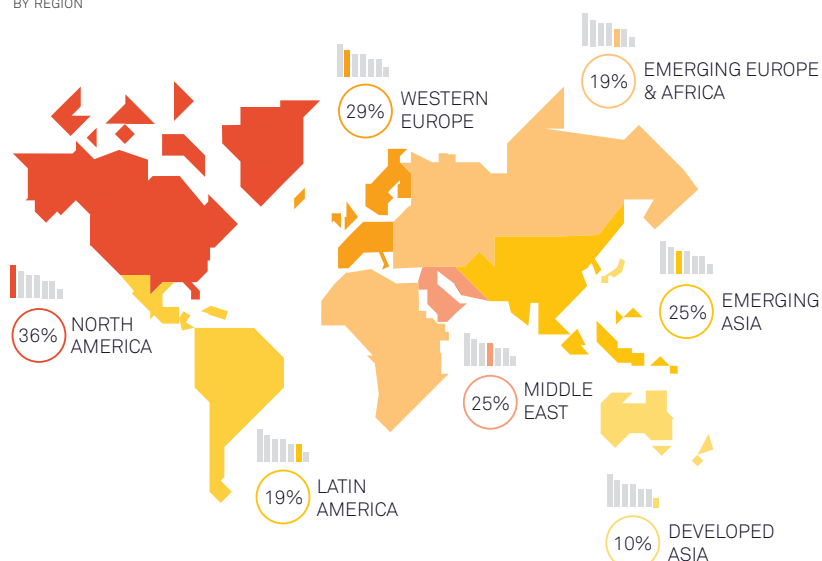 BY REGION
19%
EMERGING EUROPE
& AFRICA
29%
WESTERN
EUROPE
25%
EMERGING
ASIA
36%
NORTH
AMERICA
25%
MIDDLE
EAST
19%
LATIN
AMERICA
10%
DEVELOPED
ASIA